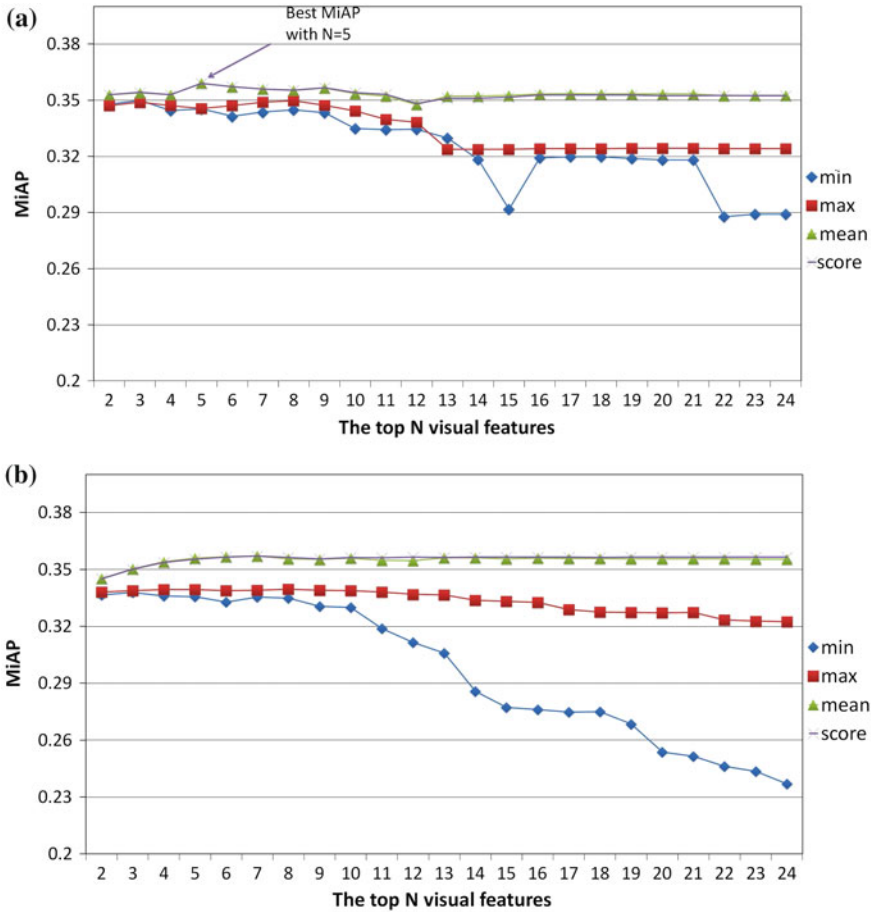 (a)
Best MiAP
with N=5
0.38
0.35
0.32
0.29
0.26
0.23
0.2
MiAP
2 3 4 5 6 7 8 9 10 11 12 13 14 15 16 17 18 19 20 21 22 23 24
The top N visual features
min
max
mean
score
(b)
0.38
0.35
0.32
0.29
0.26
0.23
0.2
MiAP
2 3 4 5 6 7 8 9 10 11 12 13 14 15 16 17 18 19 20 21 22 23 24
The top N visual features
min
max
mean
score